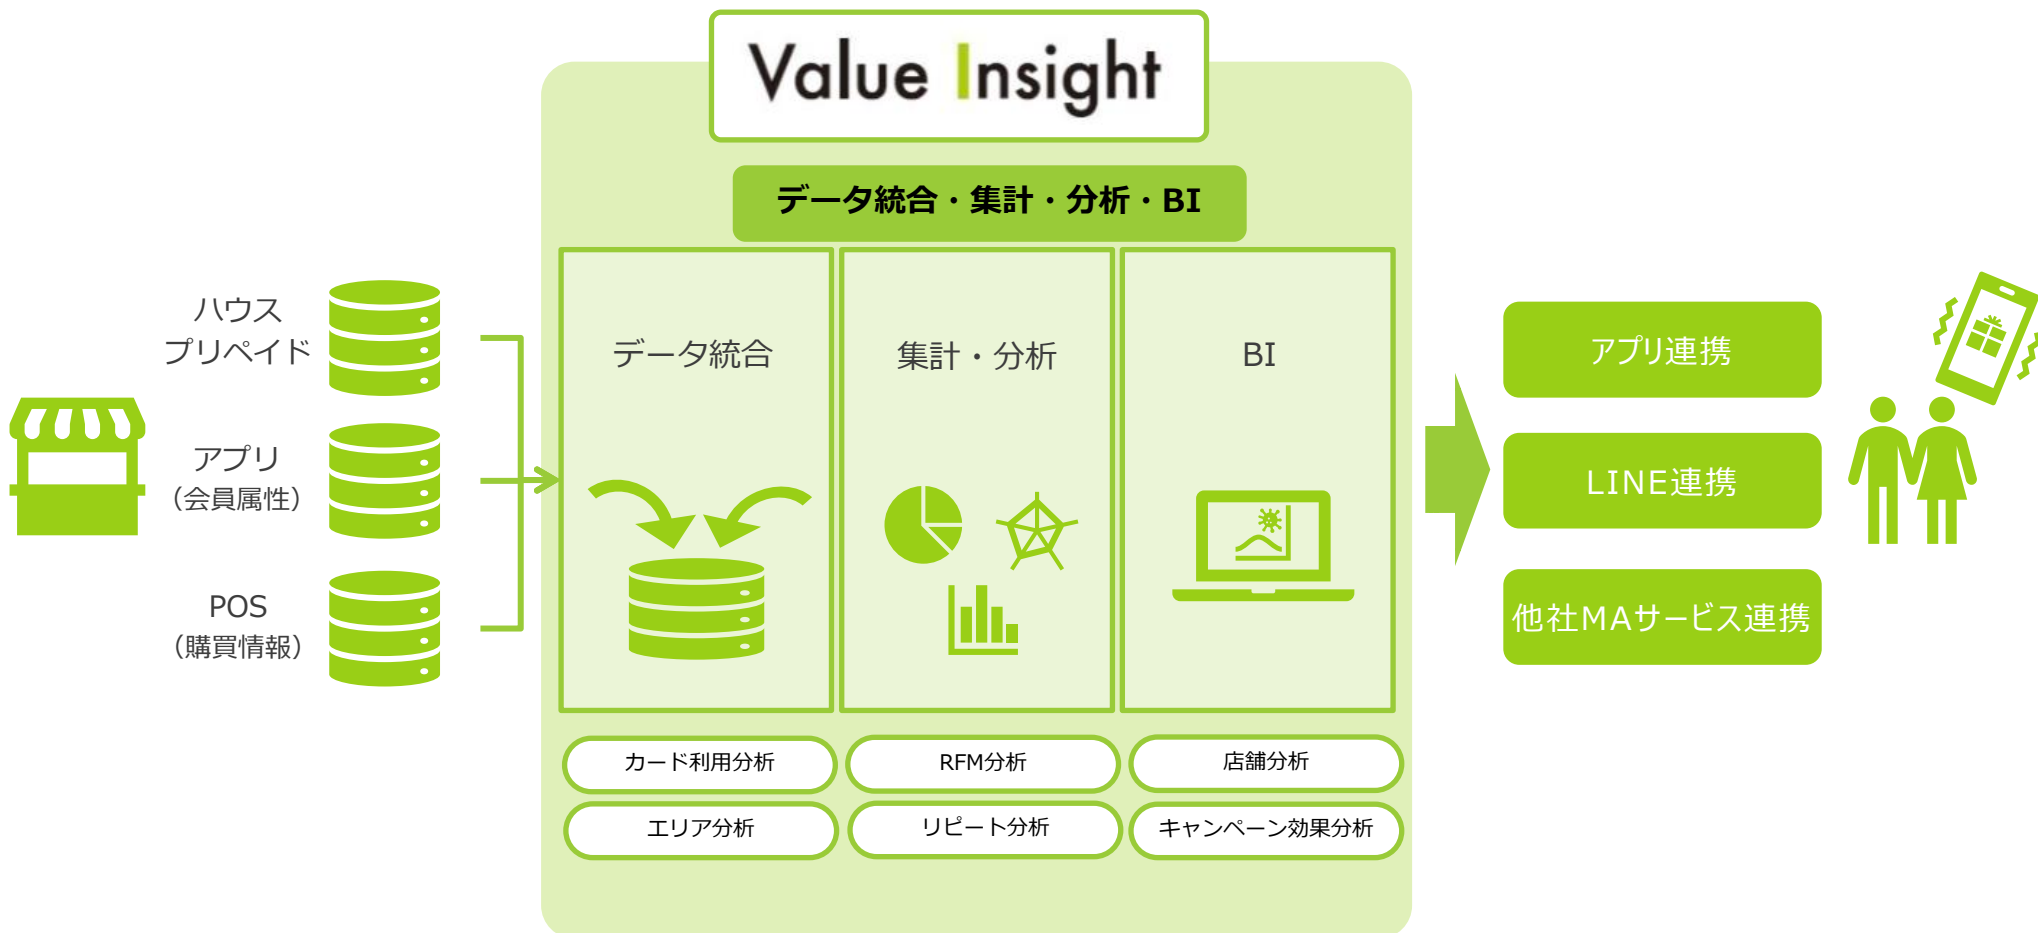 Value Insight
データ統合・集計・分析・BI
ハウス
プリペイド
アプリ
（会員属性）
POS
（購買情報）
データ統合
集計・分析
BI
カード利用分析
RFM分析
店舗分析
エリア分析
リピート分析
キャンペーン効果分析
アプリ連携
LINE連携
他社MAサービス連携